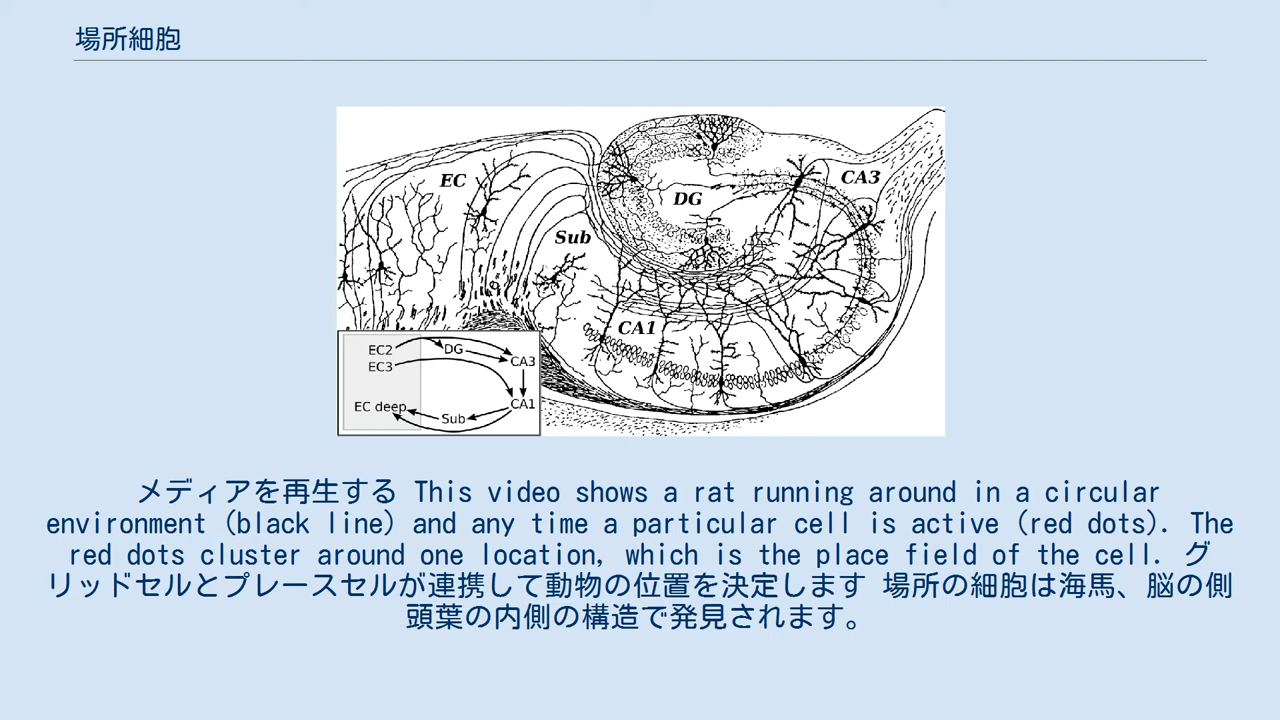 場所細胞
EC
CA3
DG
Sub
CA1
EC2
DG
EC3
CA3
EC deep
CA1
Sub
メディアを再生する This video shows a rat running around in a circular
environment (black line) and any time a particular cell is active (red dots). The
red dots cluster around one location, which is the place field of the cell. グ
リッドセルとプレースセルが連携して動物の位置を決定します 場所の細胞は海馬、脳の側
頭葉の内側の構造で発見されます。